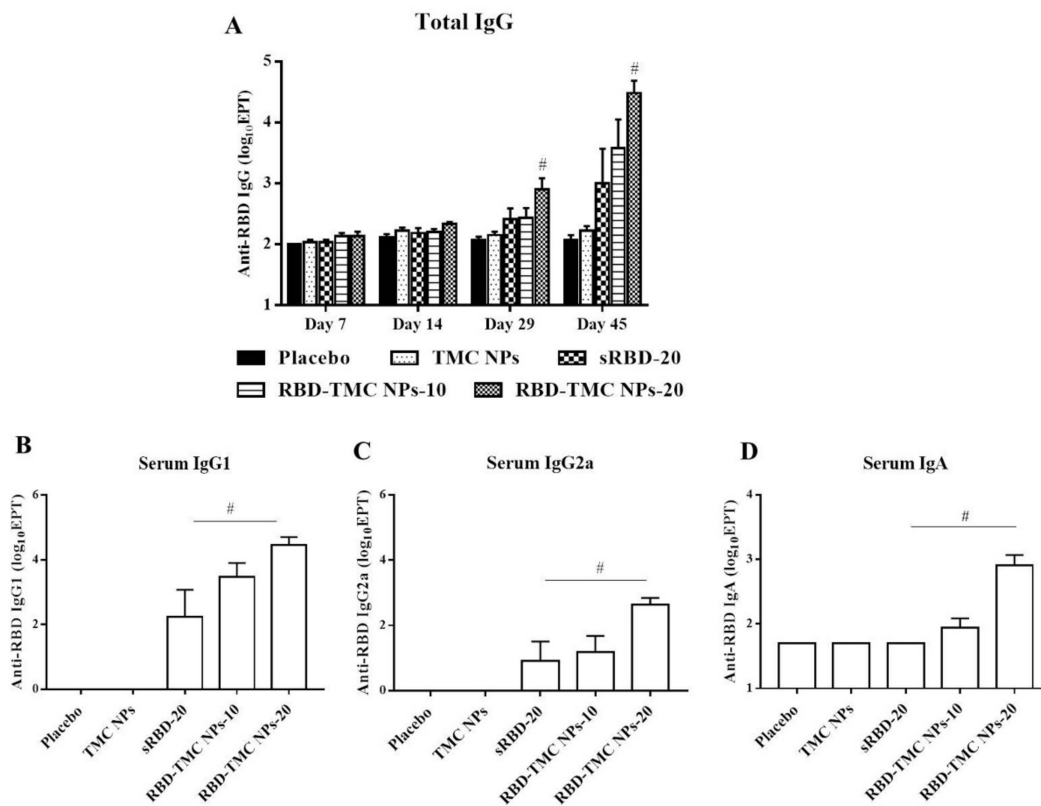 A
Total IgG
Anti-RBD IgG (log₁₀EPT)
5
4
3
2
1
#
#
Day 7 Day 14 Day 29 Day 45
Placebo TMC NPs sRBD-20
RBD-TMC NPs-10 RBD-TMC NPs-20
B
Serum IgG1
Anti-RBD IgG1 (log₁₀EPT)
6
4
2
0
#
Placebo
TMC NPs
sRBD-20
RBD-TMC NPs-10
RBD-TMC NPs-20
C
Serum IgG2a
Anti-RBD IgG2a (log₁₀EPT)
6
4
2
0
#
Placebo
TMC NPs
sRBD-20
RBD-TMC NPs-10
RBD-TMC NPs-20
D
Serum IgA
Anti-RBD IgA (log₁₀EPT)
4
3
2
1
#
Placebo
TMC NPs
sRBD-20
RBD-TMC NPs-10
RBD-TMC NPs-20